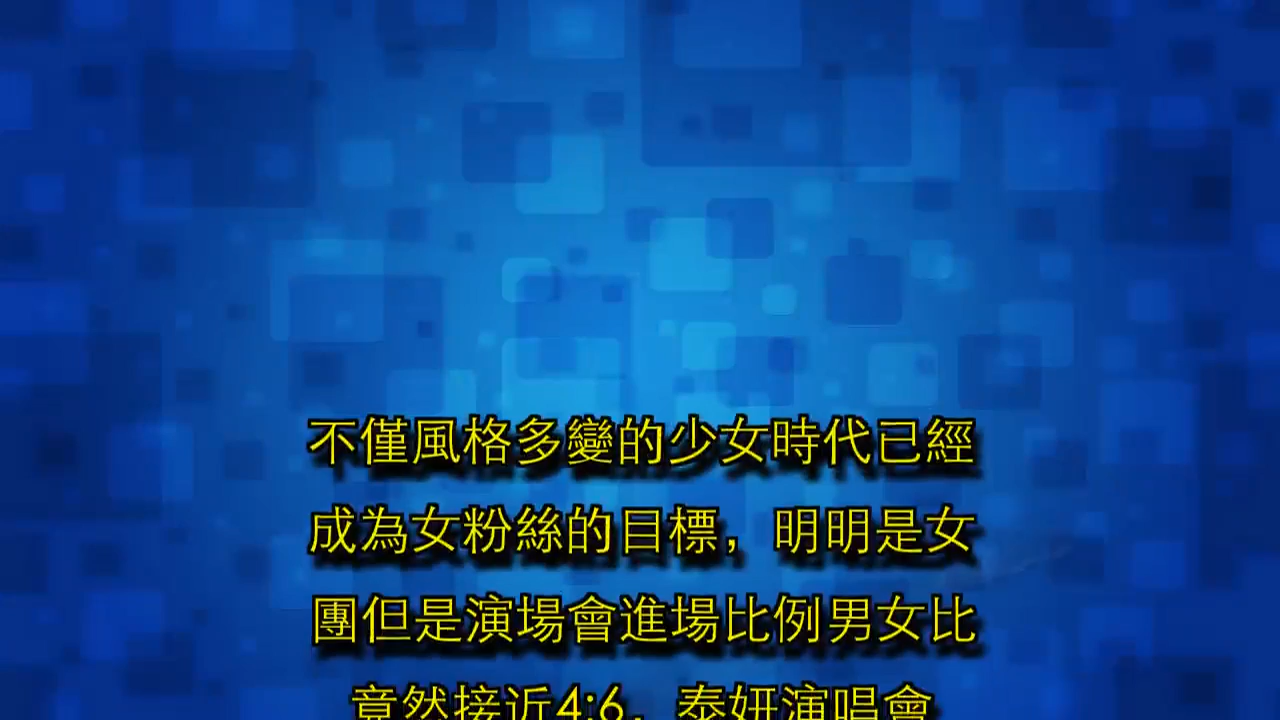 不僅風格多變的少女時代已經
成為女粉絲的目標，明明是女
團但是演場會進場比例男女比
竟然接近4:6，泰妍演唱會